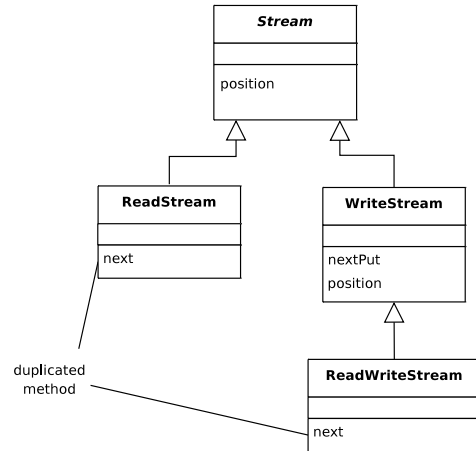 Stream
position
ReadStream
WriteStream
next
nextPut
position
duplicated
method
ReadWriteStream
next